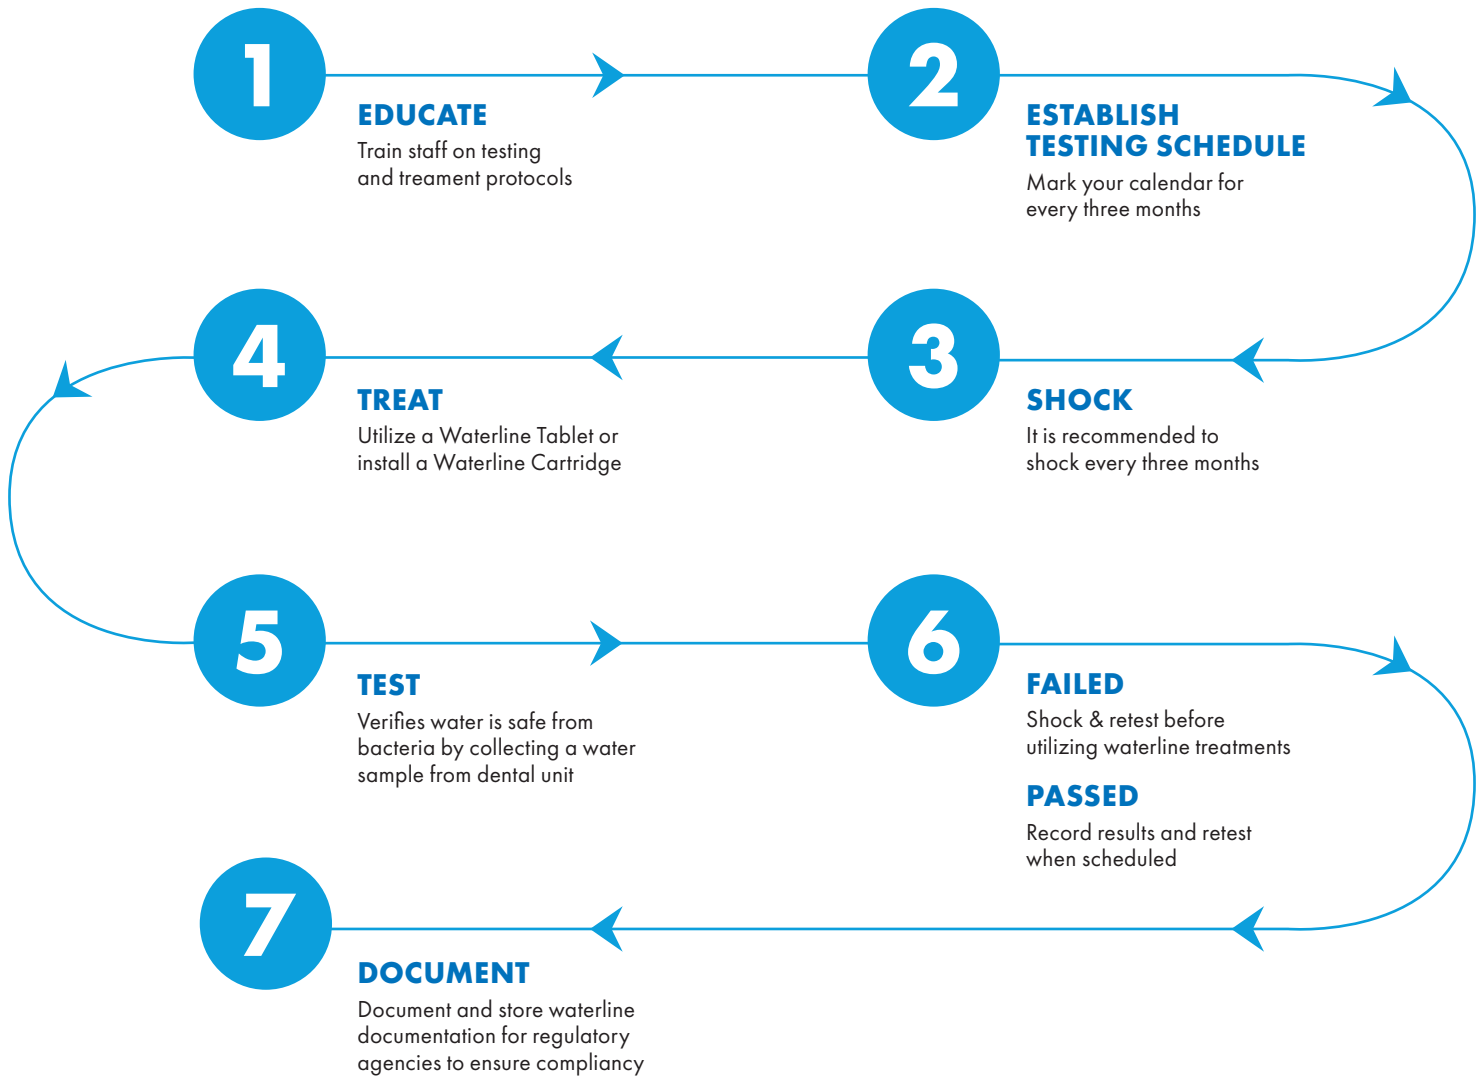 1
EDUCATE
Train staff on testing
and treament protocols
2
ESTABLISH
TESTING SCHEDULE
Mark your calendar for
every three months
3
SHOCK
It is recommended to
shock every three months
4
TREAT
Utilize a Waterline Tablet or
install a Waterline Cartridge
5
TEST
Verifies water is safe from
bacteria by collecting a water
sample from dental unit
6
FAILED
Shock & retest before
utilizing waterline treatments
PASSED
Record results and retest
when scheduled
7
DOCUMENT
Document and store waterline
documentation for regulatory
agencies to ensure compliancy